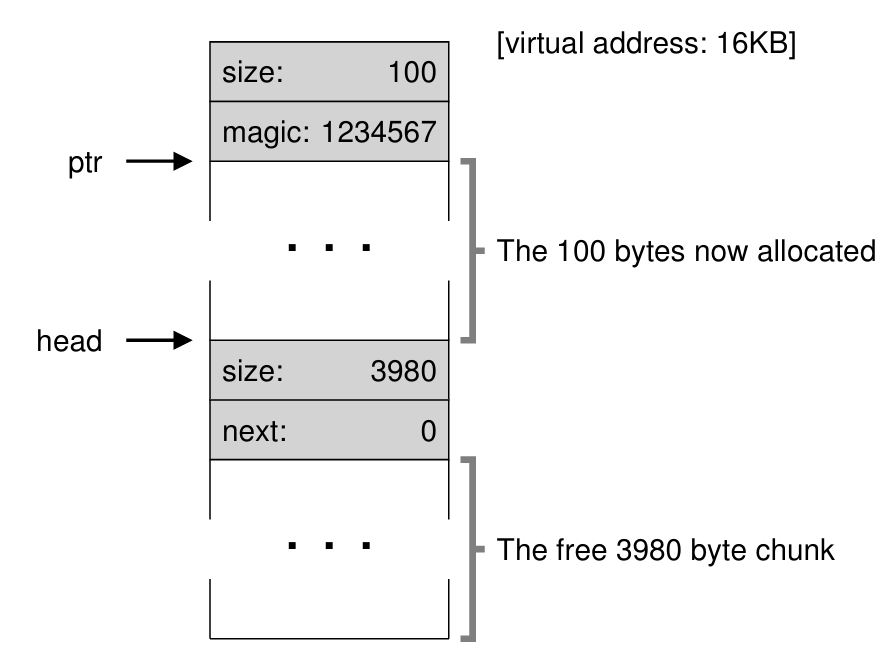 [virtual address: 16KB]
size: 100
magic: 1234567
ptr
. . .
The 100 bytes now allocated
head
size: 3980
next: 0
. . .
The free 3980 byte chunk